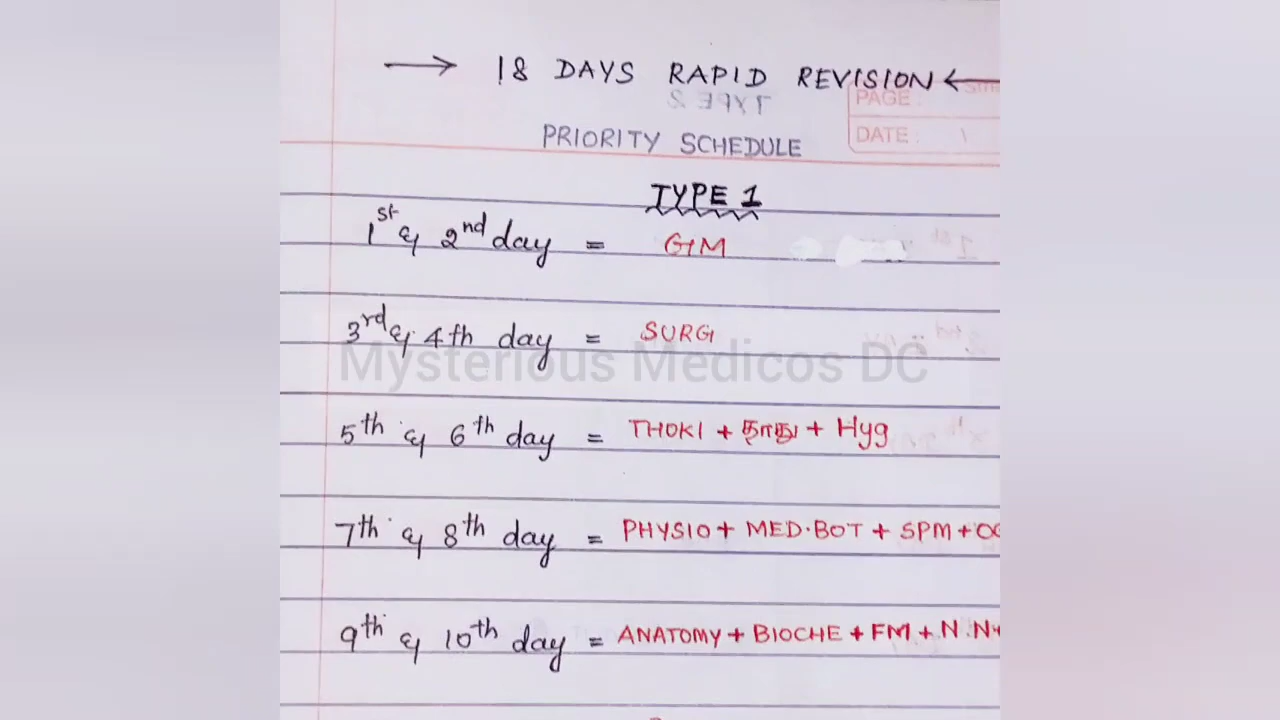 → 18 DAYS RAPID REVISION ←
PRIORITY SCHEDULE
PAGE :
DATE :
TYPE 1
1st & 2nd day = GM
3rd & 4th day = SURG
Mysterious Medicos DC
5th & 6th day = THOKI + தாது + Hyg
7th & 8th day = PHYSIO + MED.BOT + SPM +
9th & 10th day = ANATOMY + BIOCHE + FM + N.N